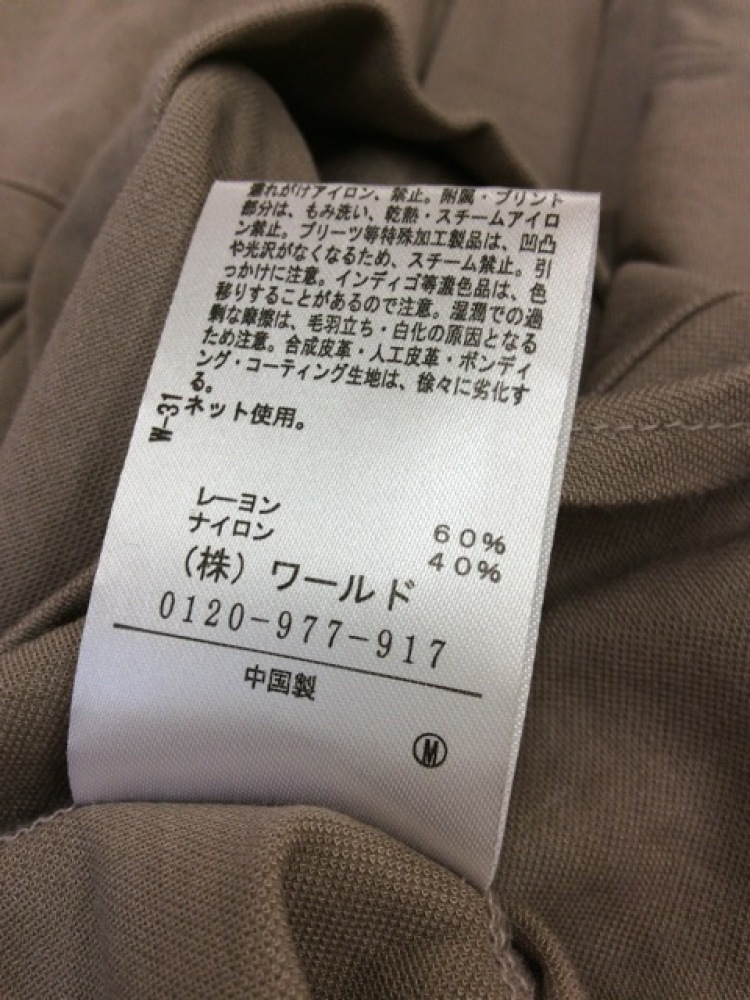 濡れがけアイロン、禁止。附属・プリント
部分は、もみ洗い、乾熱・スチームアイロ
ン禁止。プリーツ等特殊加工製品は、凹凸
や光沢がなくなるため、スチーム禁止。引
っかけに注意。インディゴ等濃色品は、色
移りすることがあるので注意。湿潤での過
剰な摩擦は、毛羽立ち・白化の原因となる
ため注意。合成皮革・人工皮革・ボンディ
ング・コーティング生地は、徐々に劣化す
る。
ネット使用。
W-31
レーヨン 60%
ナイロン 40%
(株)ワールド
0120-977-917
中国製
Ⓜ